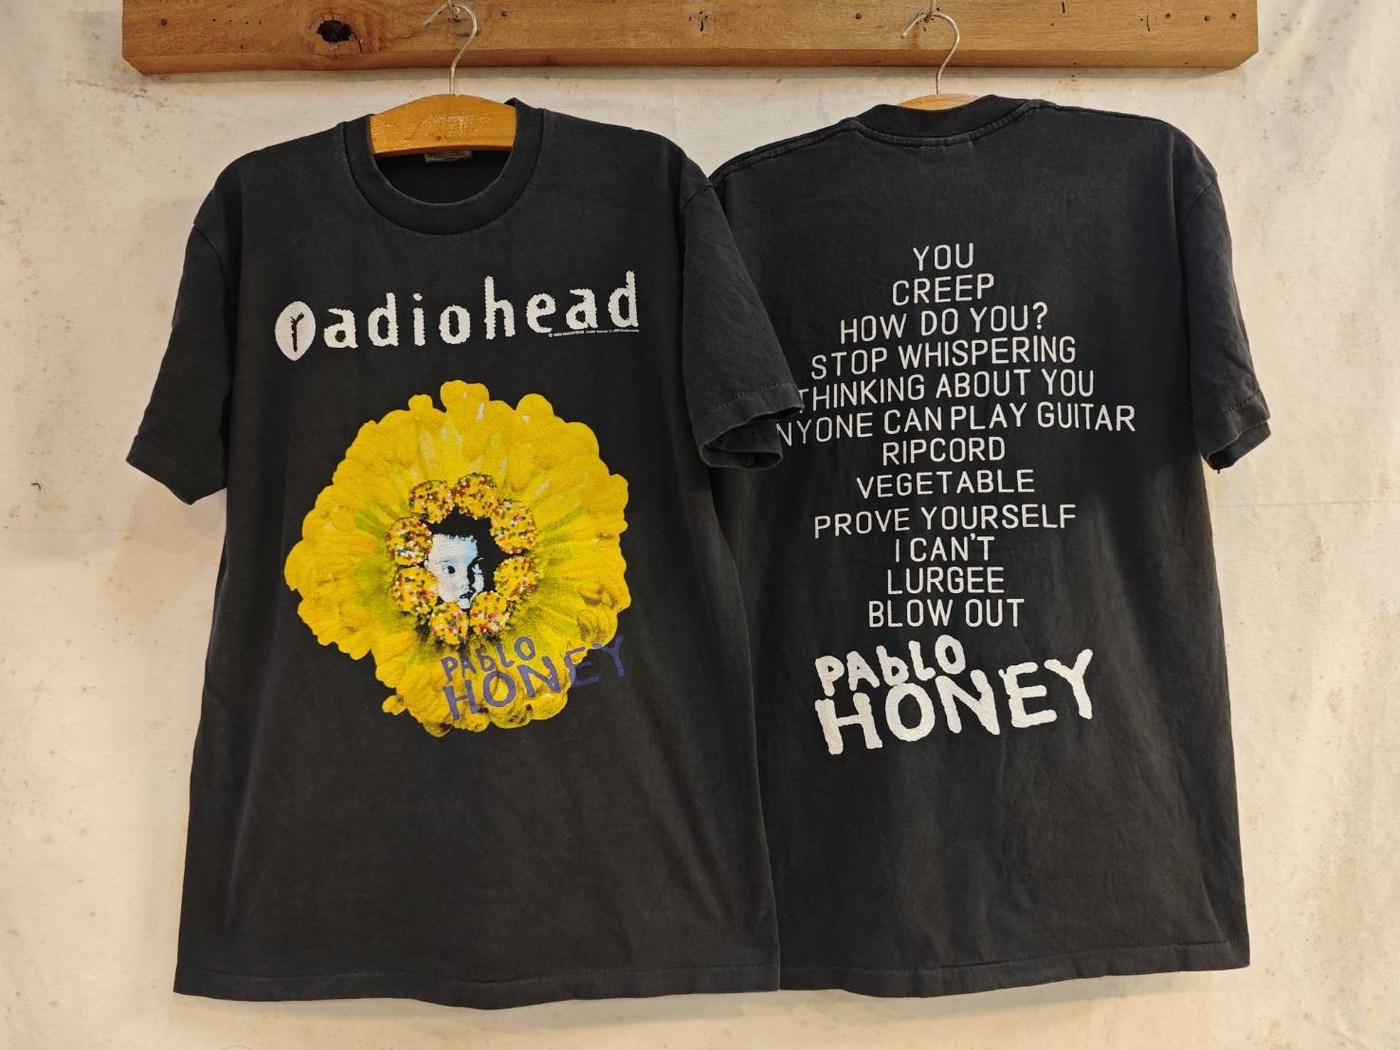 radiohead
PAbLO
HONEY
YOU
CREEP
HOW DO YOU?
STOP WHISPERING
THINKING ABOUT YOU
NYONE CAN PLAY GUITAR
RIPCORD
VEGETABLE
PROVE YOURSELF
I CAN'T
LURGEE
BLOW OUT
PAbLO
HONEY